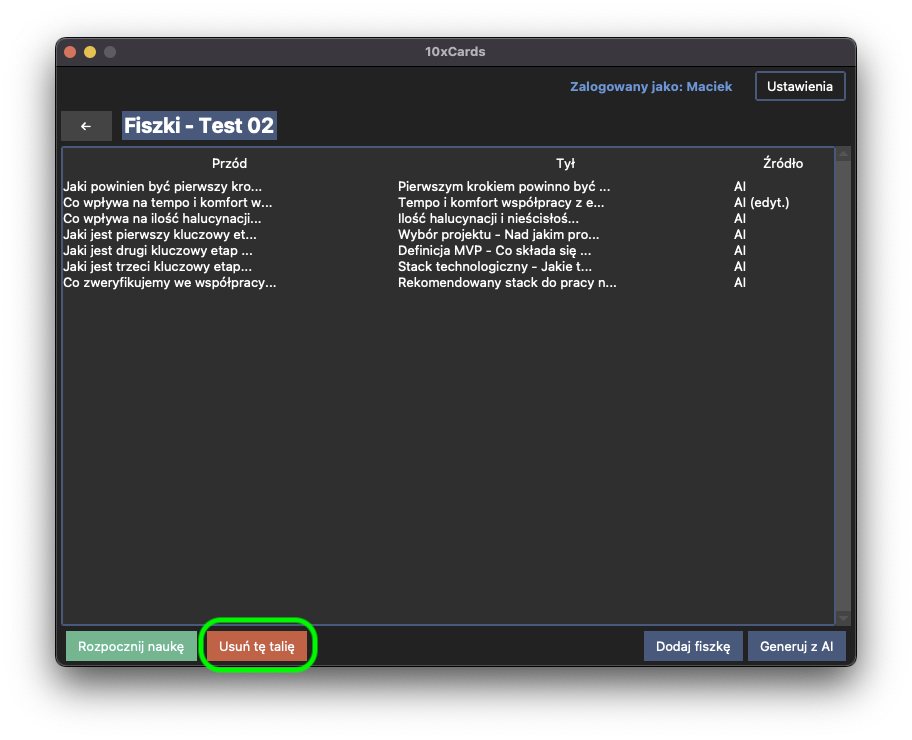 10xCards
Zalogowany jako: Maciek Ustawienia
← Fiszki - Test 02
Przód Tył Źródło
Jaki powinien być pierwszy kro... Pierwszym krokiem powinno być ... AI
Co wpływa na tempo i komfort w... Tempo i komfort współpracy z e... AI (edyt.)
Co wpływa na ilość halucynacji... Ilość halucynacji i nieścisłoś... AI
Jaki jest pierwszy kluczowy et... Wybór projektu - Nad jakim pro... AI
Jaki jest drugi kluczowy etap ... Definicja MVP - Co składa się ... AI
Jaki jest trzeci kluczowy etap... Stack technologiczny - Jakie t... AI
Co zweryfikujemy we współpracy... Rekomendowany stack do pracy n... AI
Rozpocznij naukę Usuń tę talię Dodaj fiszkę Generuj z AI